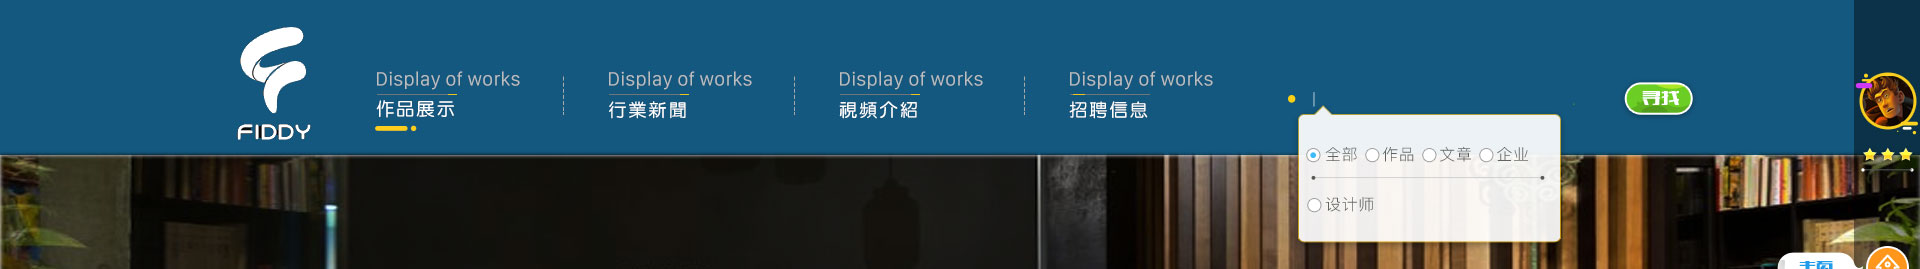 FIDDY
Display of works
作品展示
Display of works
行業新聞
Display of works
視頻介紹
Display of works
招聘信息
寻找
全部 作品 文章 企业
设计师